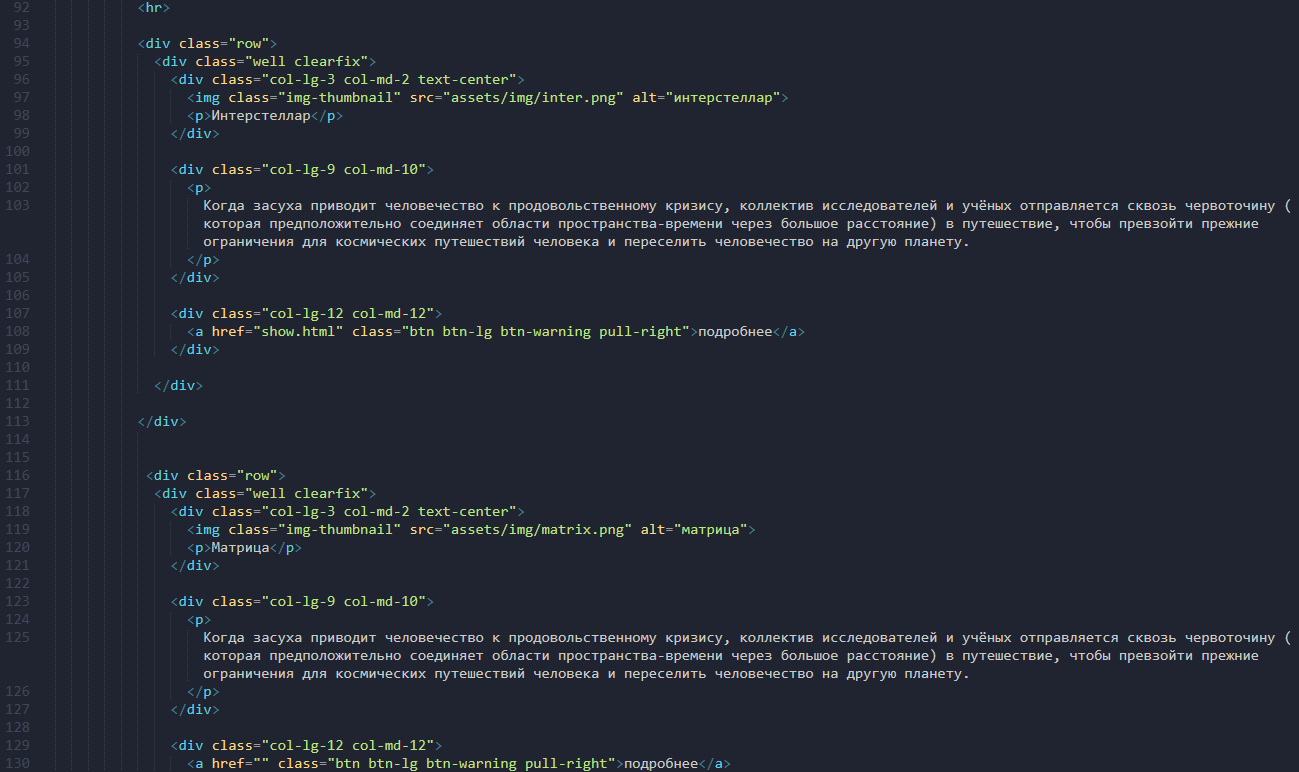 92 <hr>
93
94 <div class="row">
95 <div class="well clearfix">
96 <div class="col-lg-3 col-md-2 text-center">
97 <img class="img-thumbnail" src="assets/img/inter.png" alt="интерстеллар">
98 <p>Интерстеллар</p>
99 </div>
100
101 <div class="col-lg-9 col-md-10">
102 <p>
103 Когда засуха приводит человечество к продовольственному кризису, коллектив исследователей и учёных отправляется сквозь червоточину (
которая предположительно соединяет области пространства-времени через большое расстояние) в путешествие, чтобы превзойти прежние
ограничения для космических путешествий человека и переселить человечество на другую планету.
104 </p>
105 </div>
106
107 <div class="col-lg-12 col-md-12">
108 <a href="show.html" class="btn btn-lg btn-warning pull-right">подробнее</a>
109 </div>
110
111 </div>
112
113 </div>
114
115
116 <div class="row">
117 <div class="well clearfix">
118 <div class="col-lg-3 col-md-2 text-center">
119 <img class="img-thumbnail" src="assets/img/matrix.png" alt="матрица">
120 <p>Матрица</p>
121 </div>
122
123 <div class="col-lg-9 col-md-10">
124 <p>
125 Когда засуха приводит человечество к продовольственному кризису, коллектив исследователей и учёных отправляется сквозь червоточину (
которая предположительно соединяет области пространства-времени через большое расстояние) в путешествие, чтобы превзойти прежние
ограничения для космических путешествий человека и переселить человечество на другую планету.
126 </p>
127 </div>
128
129 <div class="col-lg-12 col-md-12">
130 <a href="" class="btn btn-lg btn-warning pull-right">подробнее</a>